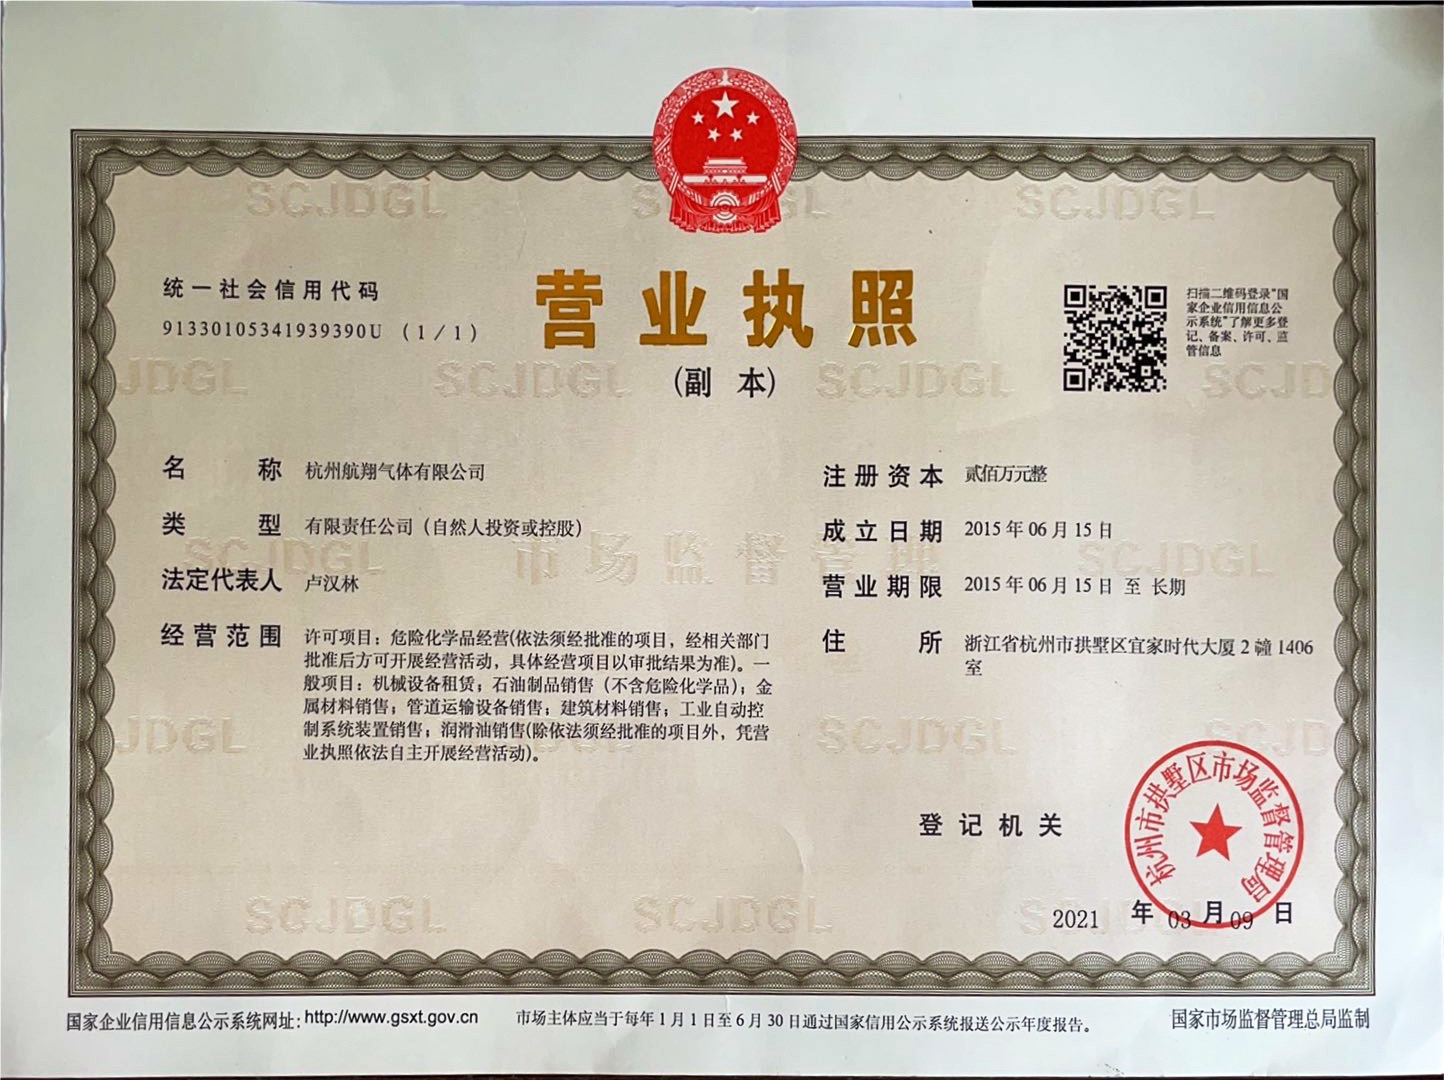 统一社会信用代码
91330105341939390U （1/1）
营业执照
（副 本）
扫描二维码登录“国
家企业信用信息公
示系统”了解更多登
记、备案、许可、监
管信息
名 称 杭州航翔气体有限公司
类 型 有限责任公司（自然人投资或控股）
法定代表人 卢汉林
经营范围 许可项目：危险化学品经营(依法须经批准的项目，经相关部门
批准后方可开展经营活动，具体经营项目以审批结果为准)。一
般项目：机械设备租赁；石油制品销售（不含危险化学品）；金
属材料销售；管道运输设备销售；建筑材料销售；工业自动控
制系统装置销售；润滑油销售(除依法须经批准的项目外，凭营
业执照依法自主开展经营活动)。
注册资本 贰佰万元整
成立日期 2015年06月15日
营业期限 2015年06月15日 至 长期
住 所 浙江省杭州市拱墅区宜家时代大厦2幢1406
室
登记机关
杭州市拱墅区市场监督管理局
2021 年 03 月 09 日
国家企业信用信息公示系统网址：http://www.gsxt.gov.cn
市场主体应当于每年1月1日至6月30日通过国家信用公示系统报送公示年度报告。
国家市场监督管理总局监制
SCJDGL
市场监督管理